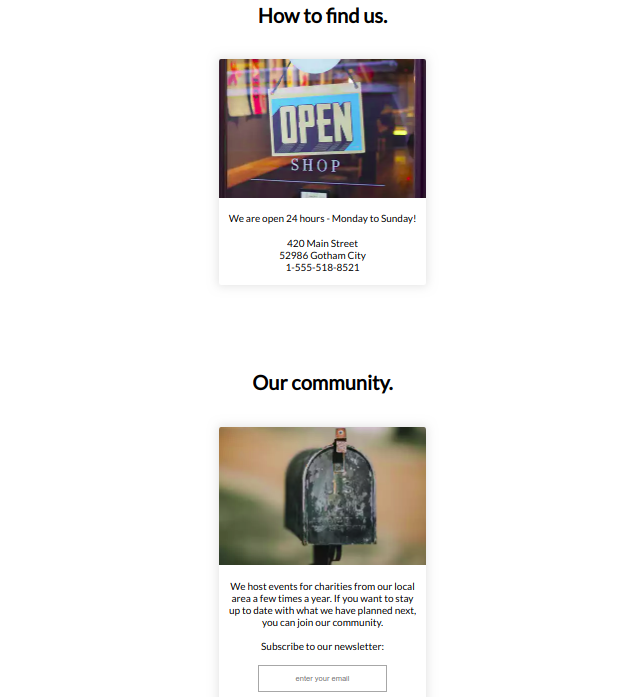 How to find us.
OPEN
SHOP
We are open 24 hours - Monday to Sunday!
420 Main Street
52986 Gotham City
1-555-518-8521
Our community.
We host events for charities from our local
area a few times a year. If you want to stay
up to date with what we have planned next,
you can join our community.
Subscribe to our newsletter:
enter your email